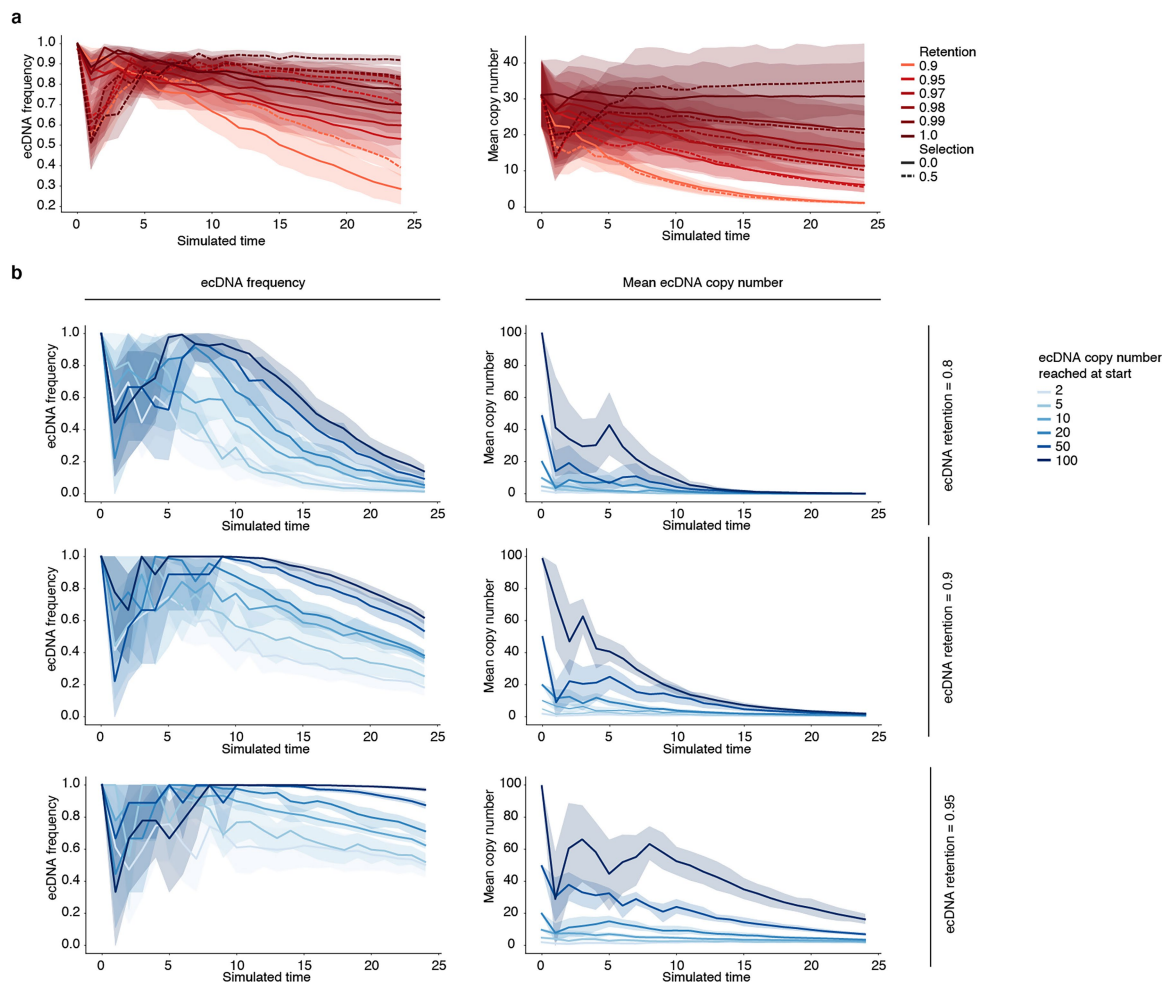 a
1.0
0.9
0.8
0.7
0.6
0.5
0.4
0.3
0.2
ecDNA frequency
0 5 10 15 20 25
Simulated time
40
30
20
10
0
Mean copy number
0 5 10 15 20 25
Simulated time
Retention
0.9
0.95
0.97
0.98
0.99
1.0
Selection
0.0
0.5
b
ecDNA frequency
Mean ecDNA copy number
1.0
0.8
0.6
0.4
0.2
0.0
ecDNA frequency
0 5 10 15 20 25
Simulated time
100
80
60
40
20
0
Mean copy number
0 5 10 15 20 25
Simulated time
ecDNA retention = 0.8
ecDNA copy number
reached at start
2
5
10
20
50
100
1.0
0.8
0.6
0.4
0.2
0.0
ecDNA frequency
0 5 10 15 20 25
Simulated time
100
80
60
40
20
0
Mean copy number
0 5 10 15 20 25
Simulated time
ecDNA retention = 0.9
1.0
0.8
0.6
0.4
0.2
0.0
ecDNA frequency
0 5 10 15 20 25
Simulated time
100
80
60
40
20
0
Mean copy number
0 5 10 15 20 25
Simulated time
ecDNA retention = 0.95